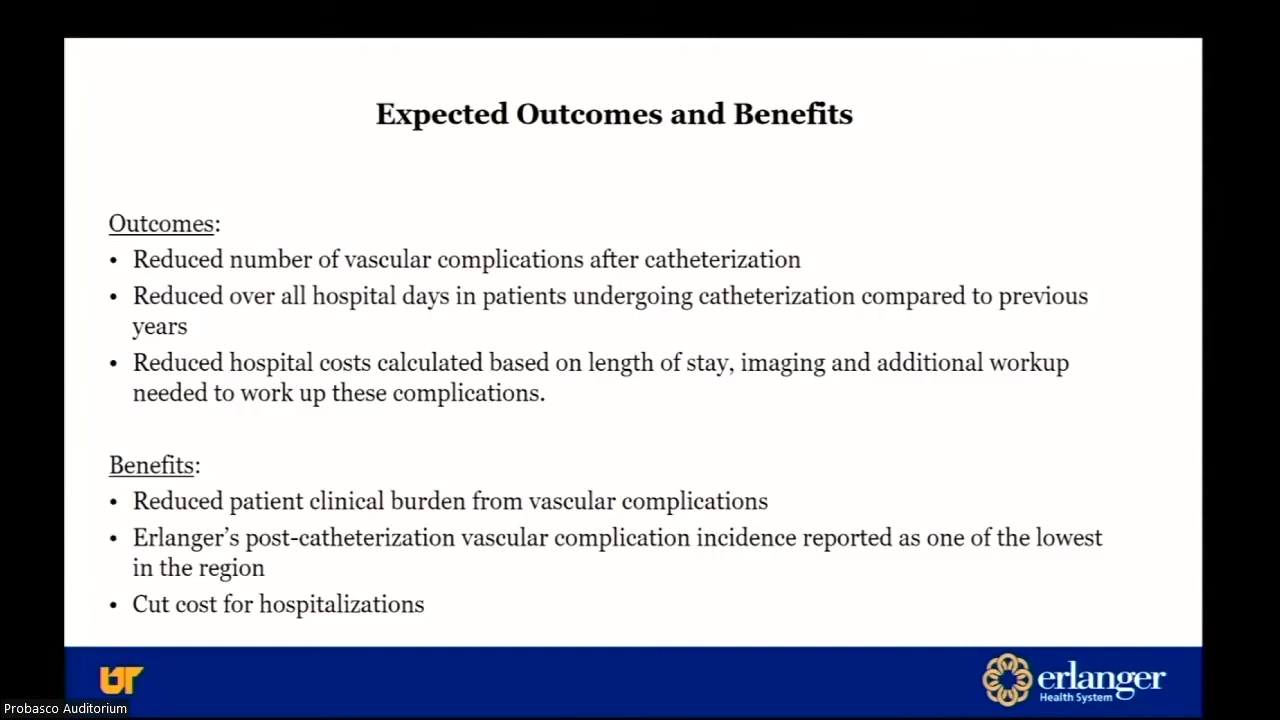 Expected Outcomes and Benefits
Outcomes:
• Reduced number of vascular complications after catheterization
• Reduced over all hospital days in patients undergoing catheterization compared to previous
years
• Reduced hospital costs calculated based on length of stay, imaging and additional workup
needed to work up these complications.
Benefits:
• Reduced patient clinical burden from vascular complications
• Erlanger’s post-catheterization vascular complication incidence reported as one of the lowest
in the region
• Cut cost for hospitalizations
UT
erlanger
Health System
Probasco Auditorium